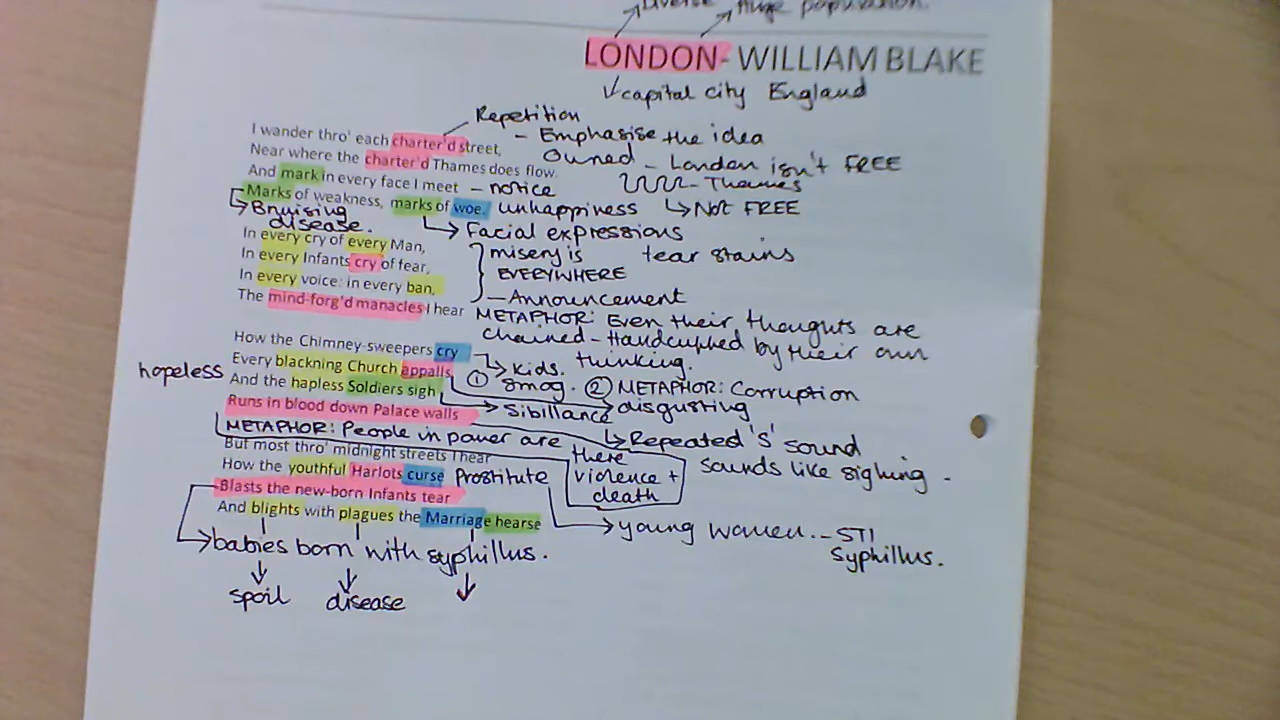 Diverse Huge population.
LONDON- WILLIAM BLAKE
capital city England
Repetition
- Emphasise the idea
I wander thro' each charter'd street,
Owned - London isn't FREE
Near where the charter'd Thames does flow.
- Thames
And mark in every face I meet - notice
Marks of weakness, marks of woe. unhappiness NOT FREE
Bruising
disease. Facial expressions
In every cry of every Man,
misery is tear stains
In every Infants cry of fear,
EVERYWHERE
In every voice: in every ban,
- Announcement
The mind-forg'd manacles I hear
METAPHOR: Even their thoughts are
chained - Handcuphed by their own
thinking.
How the Chimney-sweepers cry
Kids.
Every blackning Church appalls,
① Smog. ② METAPHOR: Corruption
hopeless
And the hapless Soldiers sigh
disgusting
Runs in blood down Palace walls
Sibillance
Repeated 's' sound
sounds like sighing.
METAPHOR: People in power are
there
violence +
death
But most thro' midnight streets I hear
How the youthful Harlots curse Prostitute
Blasts the new-born Infants tear
And blights with plagues the Marriage hearse
young women -- STI
Syphillus.
babies born with syphillus.
spoil disease